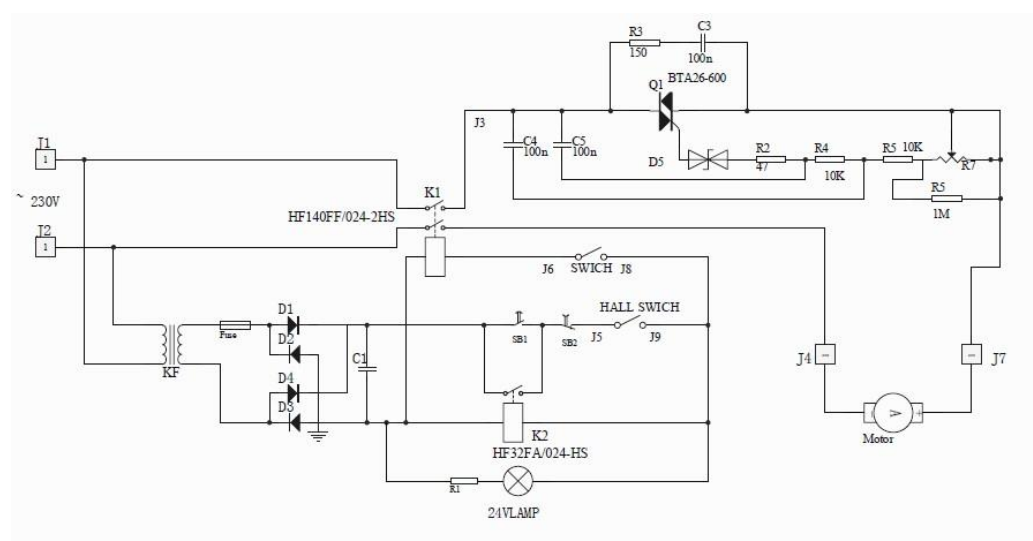 C3
R3
150
100n
BTA26-600
Q1
J3
J1
1
C4
100n
C5
100n
D5
R2
47
R4
10K
R5 10K
R7
K1
R5
1M
~ 230V
HF140FF/024-2HS
J2
1
J6 SWICH J8
D1
HALL SWICH
Fuse
D2
SB1
SB2
J5
J9
KF
C1
J4
1
J7
1
D4
D3
K2
HF32FA/024-HS
Motor
R1
24VLAMP